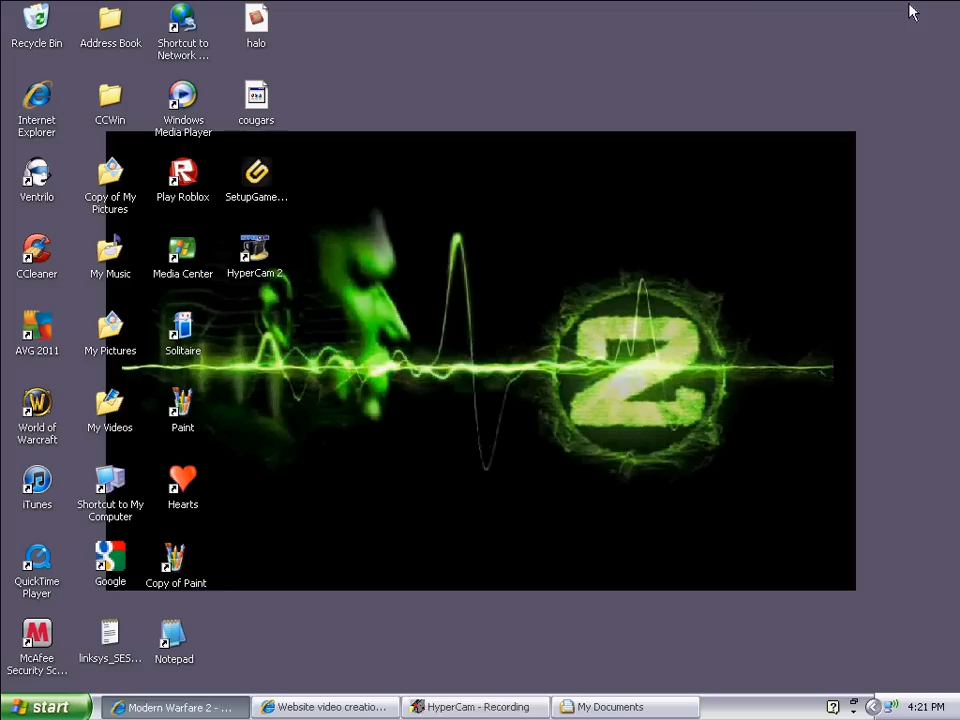 Recycle Bin
Address Book
Shortcut to
Network ...
halo
Internet
Explorer
CCWin
Windows
Media Player
cougars
Ventrilo
Copy of My
Pictures
Play Roblox
SetupGame...
CCleaner
My Music
Media Center
HyperCam 2
AVG 2011
My Pictures
Solitaire
2
World of
Warcraft
My Videos
Paint
iTunes
Shortcut to My
Computer
Hearts
QuickTime
Player
Google
Copy of Paint
McAfee
Security Sc...
linksys_SES...
Notepad
start
Modern Warfare 2 - ...
Website video creatio...
HyperCam - Recording
My Documents
4:21 PM